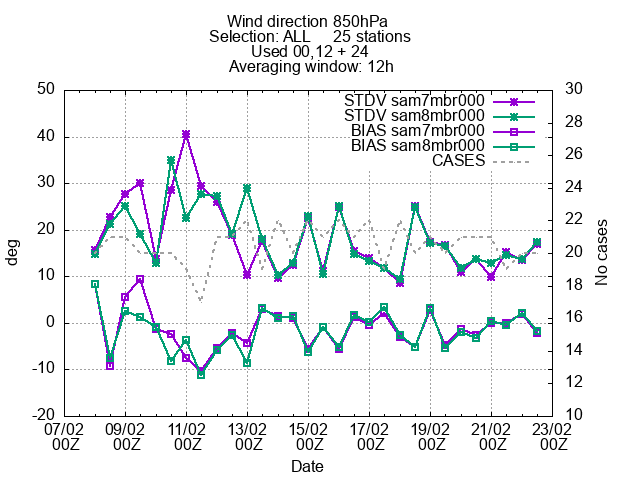 Wind direction 850hPa
Selection: ALL 25 stations
Used 00,12 + 24
Averaging window: 12h
STDV sam7mbr000
STDV sam8mbr000
BIAS sam7mbr000
BIAS sam8mbr000
CASES
deg
50
40
30
20
10
0
-10
-20
No cases
30
28
26
24
22
20
18
16
14
12
10
07/02 09/02 11/02 13/02 15/02 17/02 19/02 21/02 23/02
00Z 00Z 00Z 00Z 00Z 00Z 00Z 00Z 00Z
Date